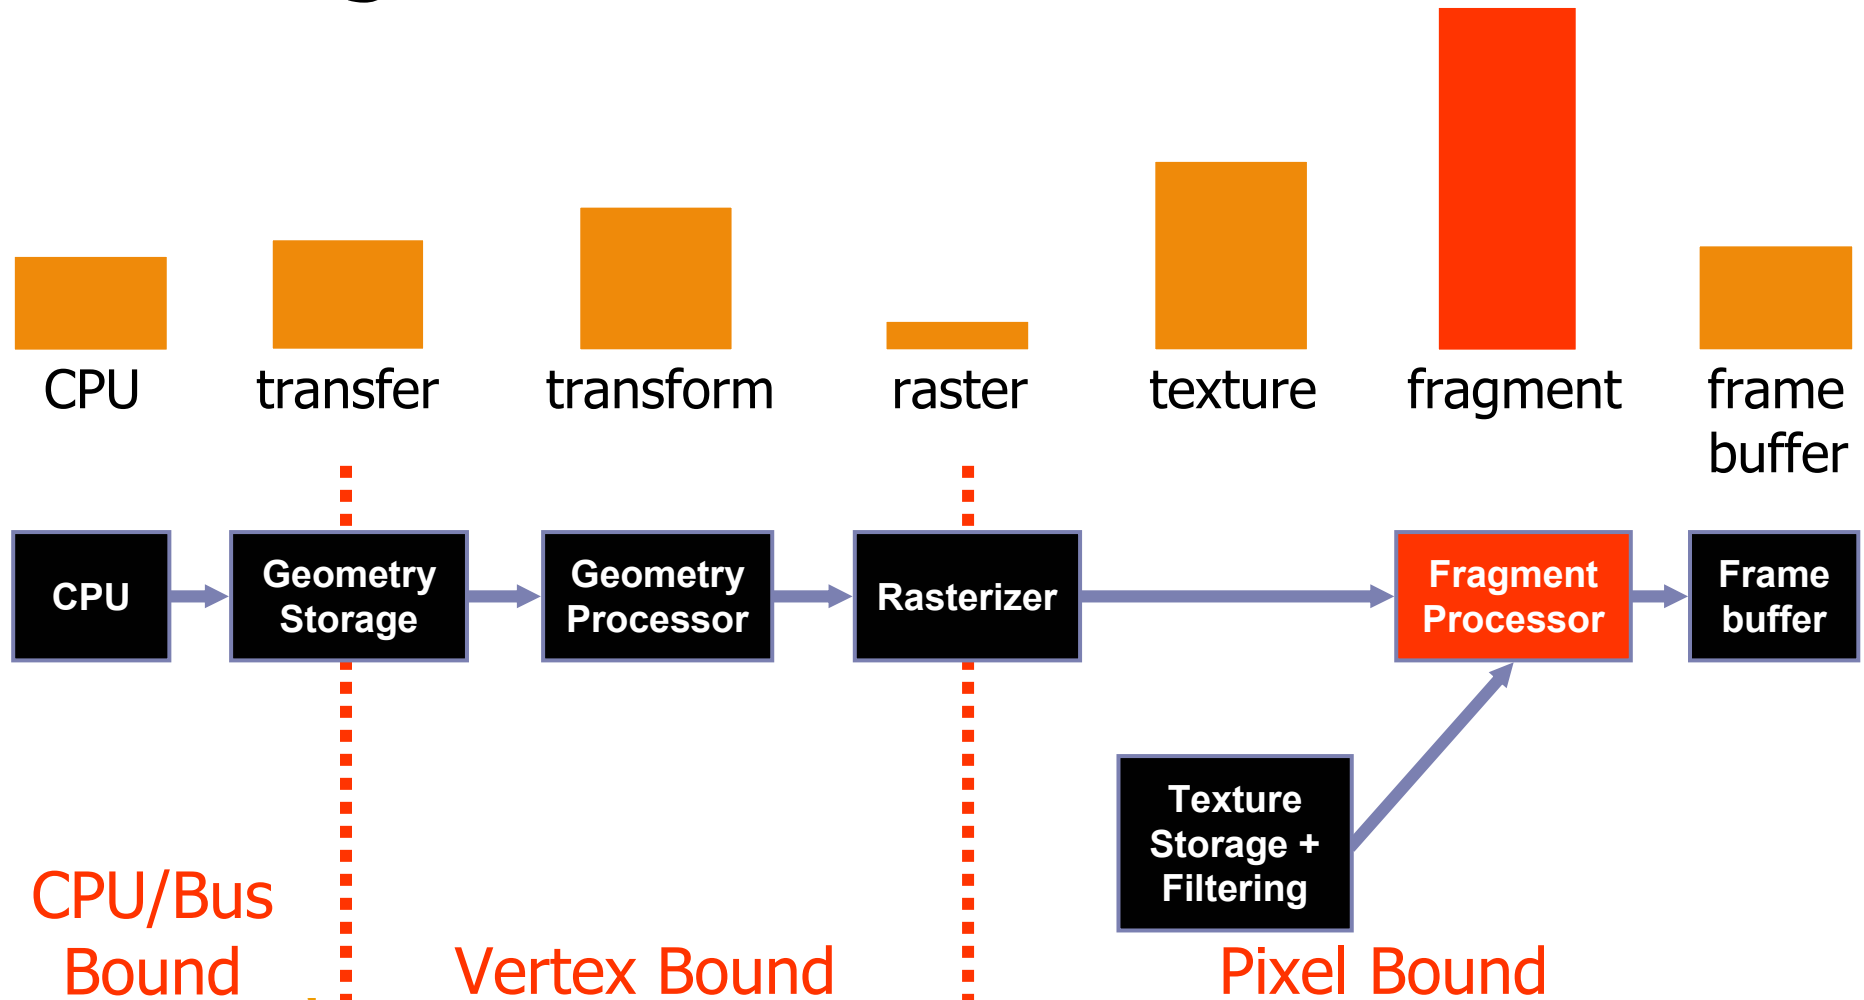 CPU
transfer
transform
raster
texture
fragment
frame
buffer
CPU
Geometry
Storage
Geometry
Processor
Rasterizer
Fragment
Processor
Frame
buffer
Texture
Storage +
Filtering
CPU/Bus
Bound
Vertex Bound
Pixel Bound